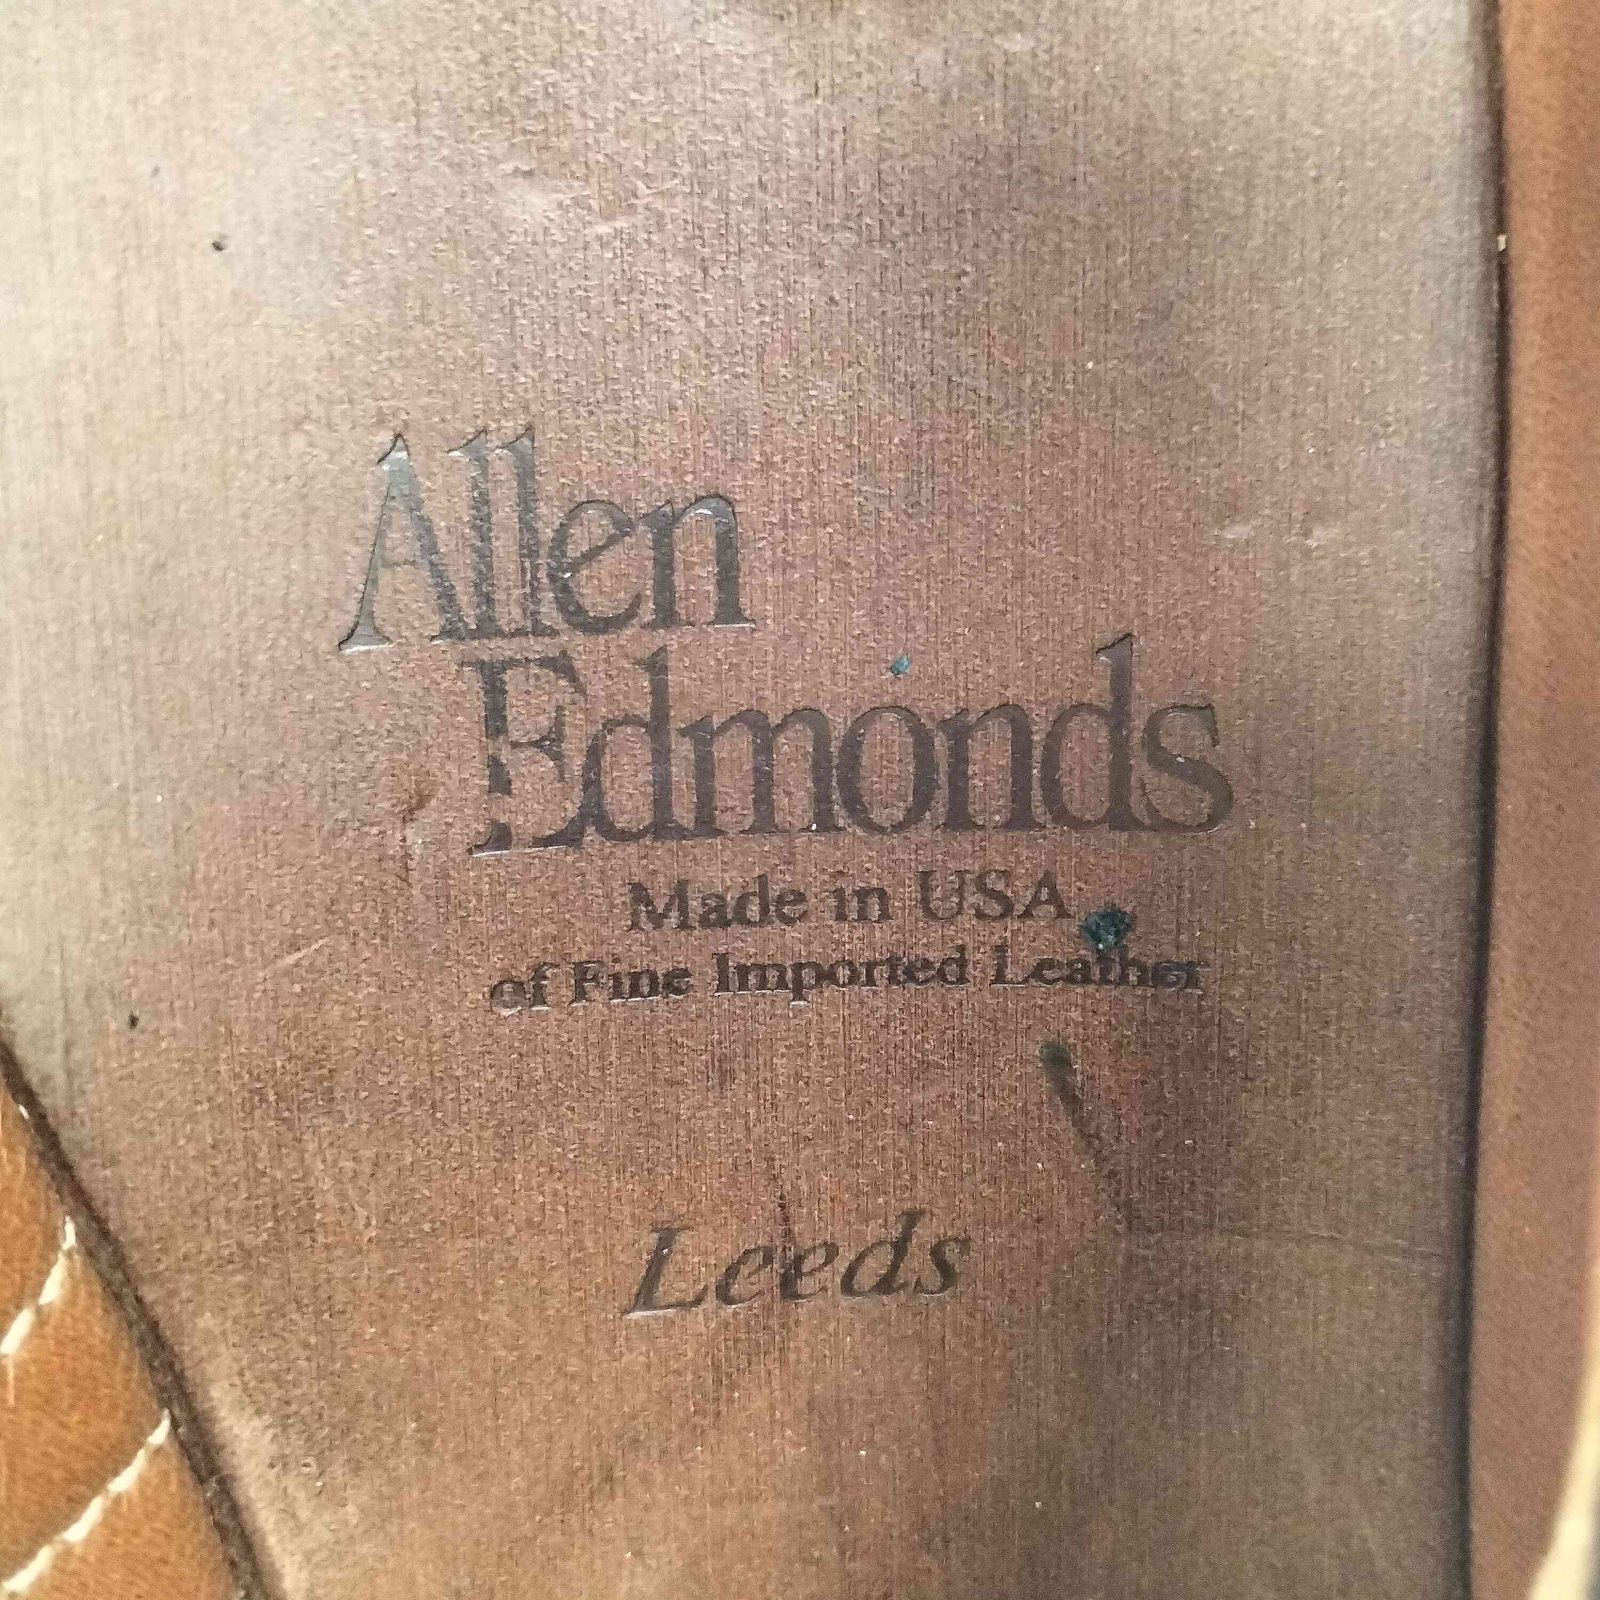 Allen
Edmonds
Made in USA
of Fine Imported Leather
Leeds